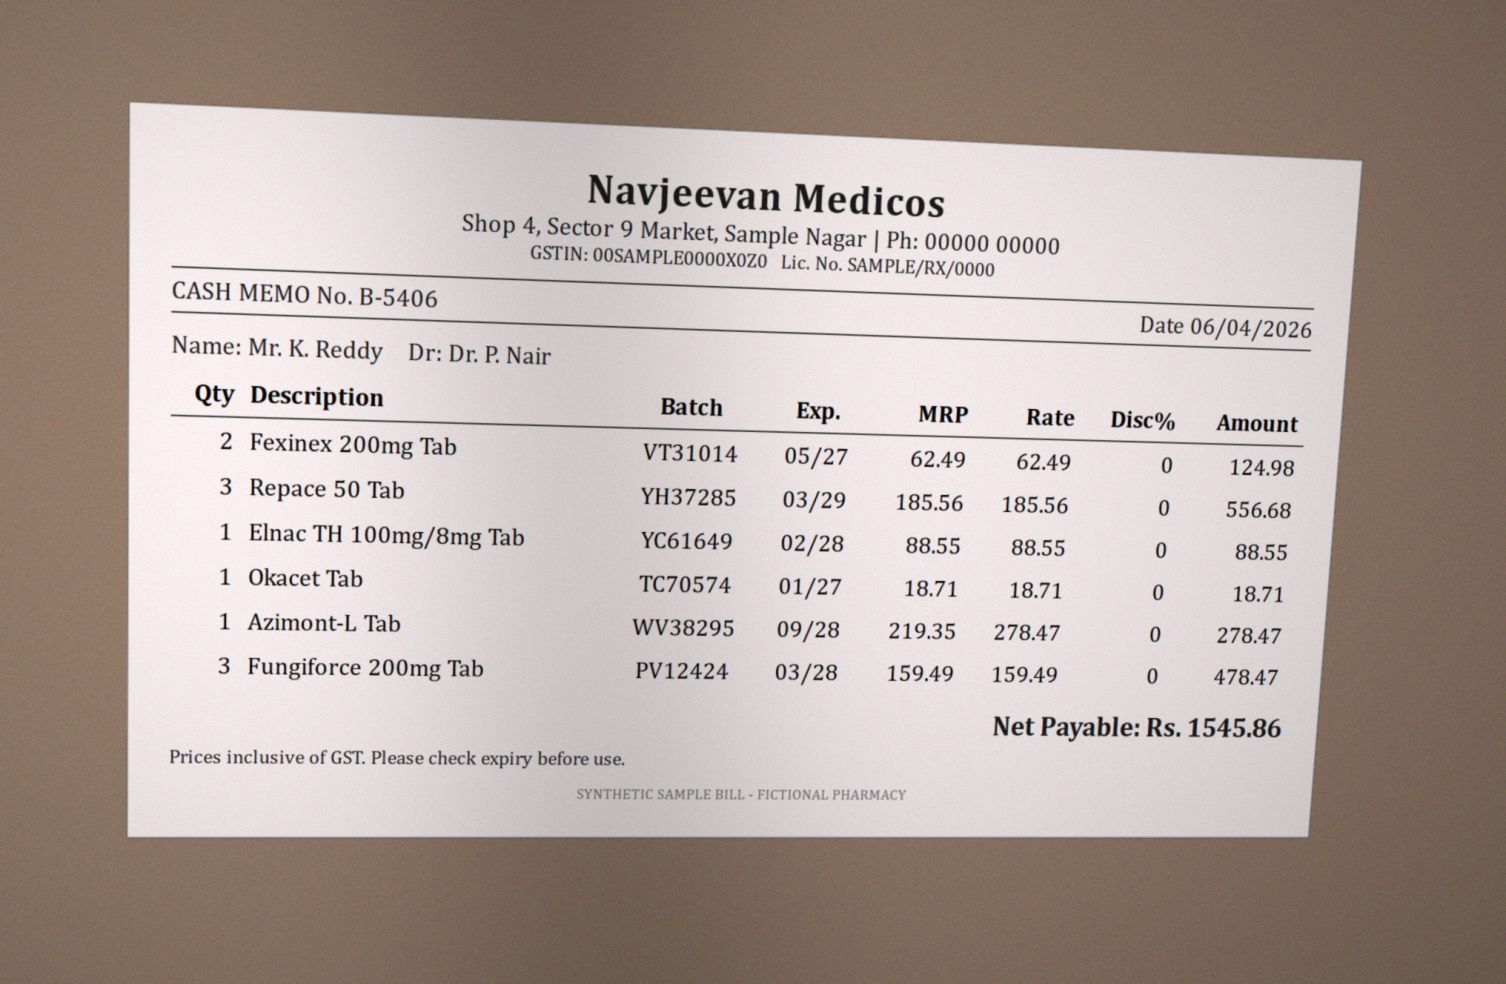 Navjeevan Medicos
Shop 4, Sector 9 Market, Sample Nagar | Ph: 00000 00000
GSTIN: 00SAMPLE0000X0Z0 Lic. No. SAMPLE/RX/0000
CASH MEMO No. B-5406 Date 06/04/2026
Name: Mr. K. Reddy Dr: Dr. P. Nair
Qty Description Batch Exp. MRP Rate Disc% Amount
2 Fexinex 200mg Tab VT31014 05/27 62.49 62.49 0 124.98
3 Repace 50 Tab YH37285 03/29 185.56 185.56 0 556.68
1 Elnac TH 100mg/8mg Tab YC61649 02/28 88.55 88.55 0 88.55
1 Okacet Tab TC70574 01/27 18.71 18.71 0 18.71
1 Azimont-L Tab WV38295 09/28 219.35 278.47 0 278.47
3 Fungiforce 200mg Tab PV12424 03/28 159.49 159.49 0 478.47
Net Payable: Rs. 1545.86
Prices inclusive of GST. Please check expiry before use.
SYNTHETIC SAMPLE BILL - FICTIONAL PHARMACY